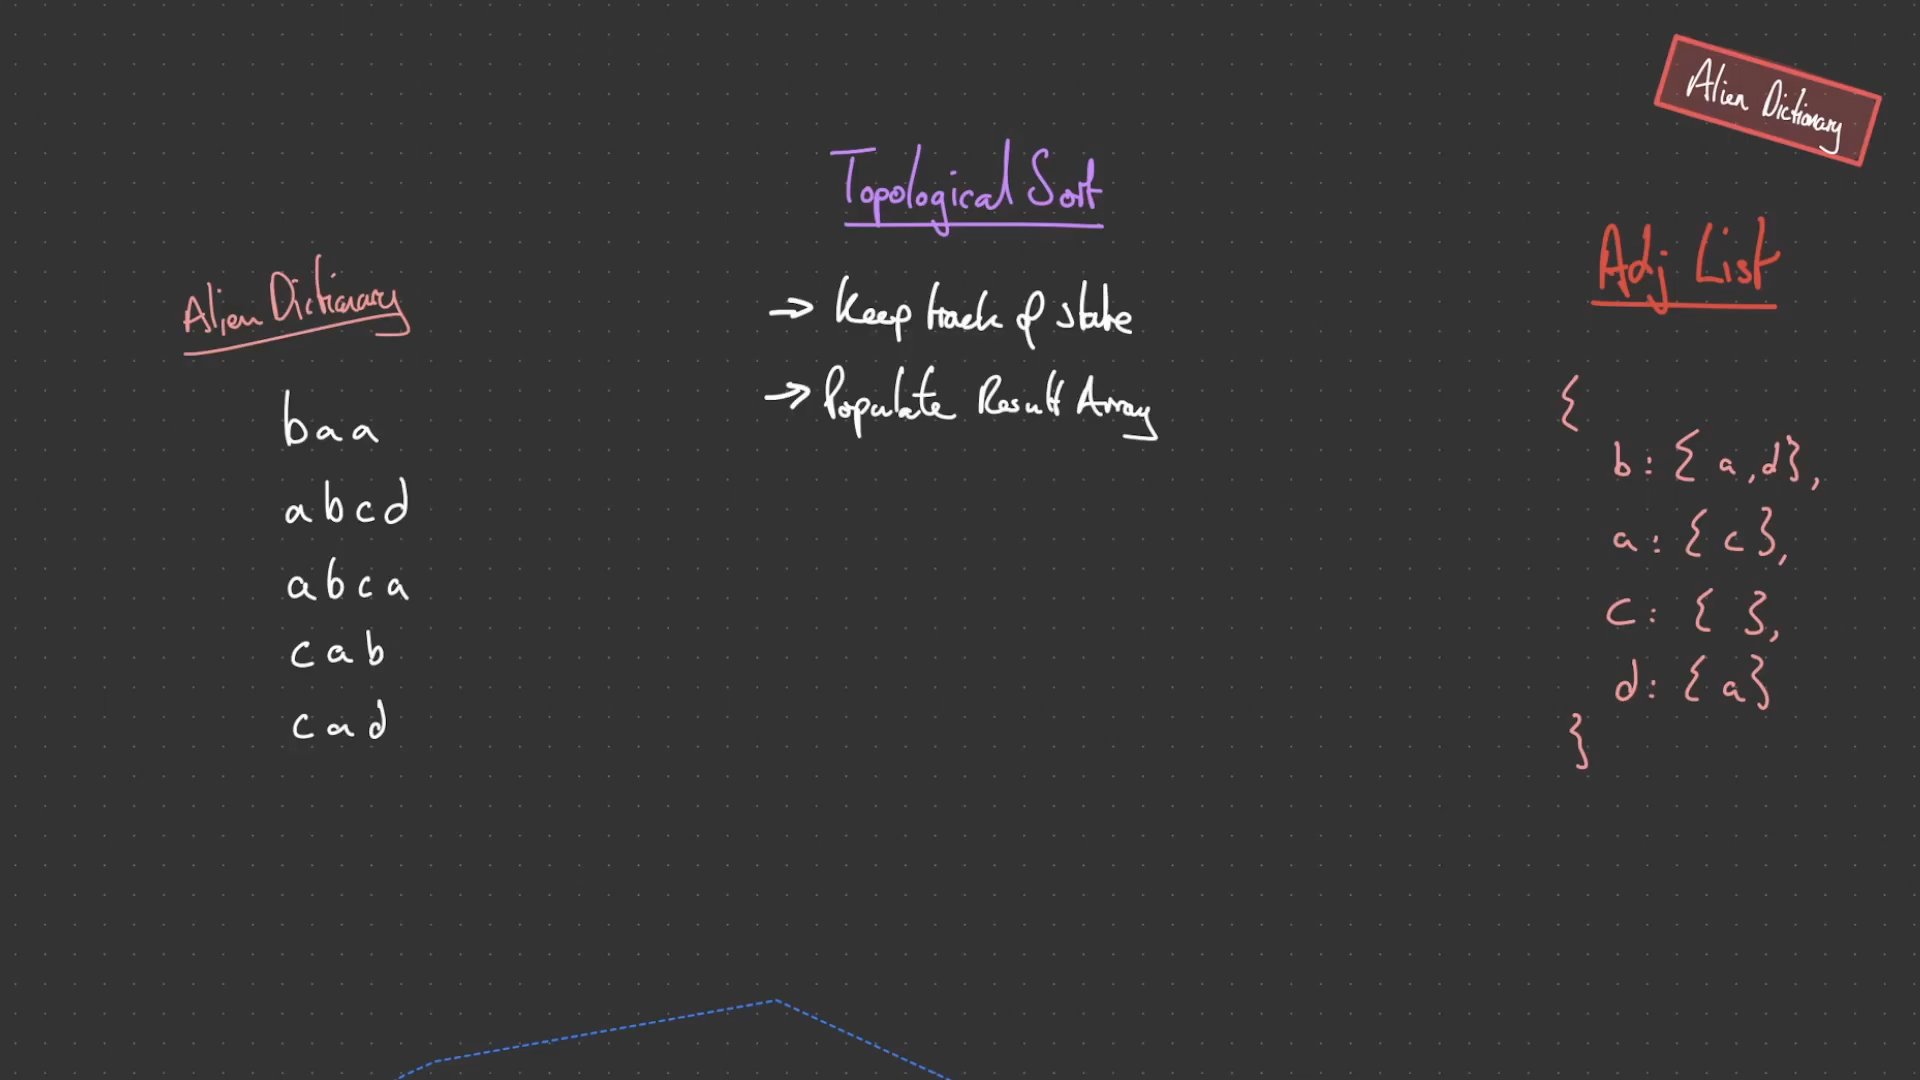 Alien Dictionary
Topological Sort
→ Keep track of state
→ Populate Result Array
Alien Dictionary
baa
abcd
abca
cab
cad
Adj List
{
b: { a, d},
a: { c},
c: { },
d: { a}
}